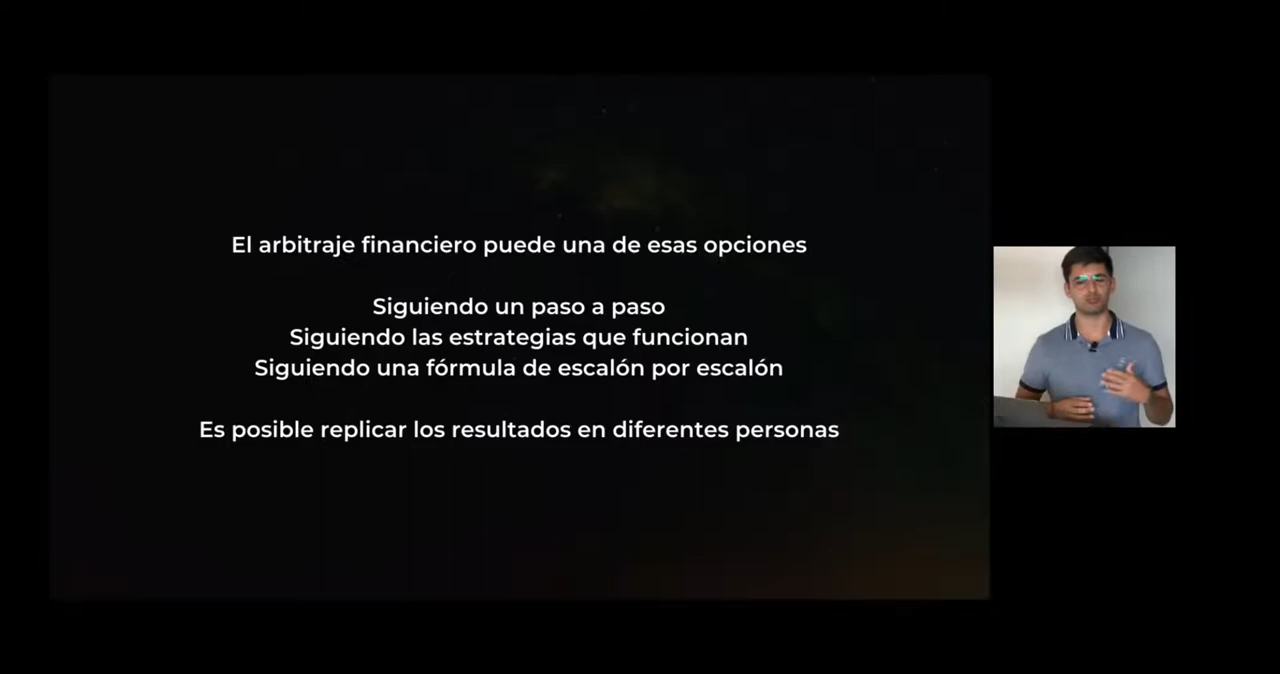 El arbitraje financiero puede una de esas opciones
Siguiendo un paso a paso
Siguiendo las estrategias que funcionan
Siguiendo una fórmula de escalón por escalón
Es posible replicar los resultados en diferentes personas